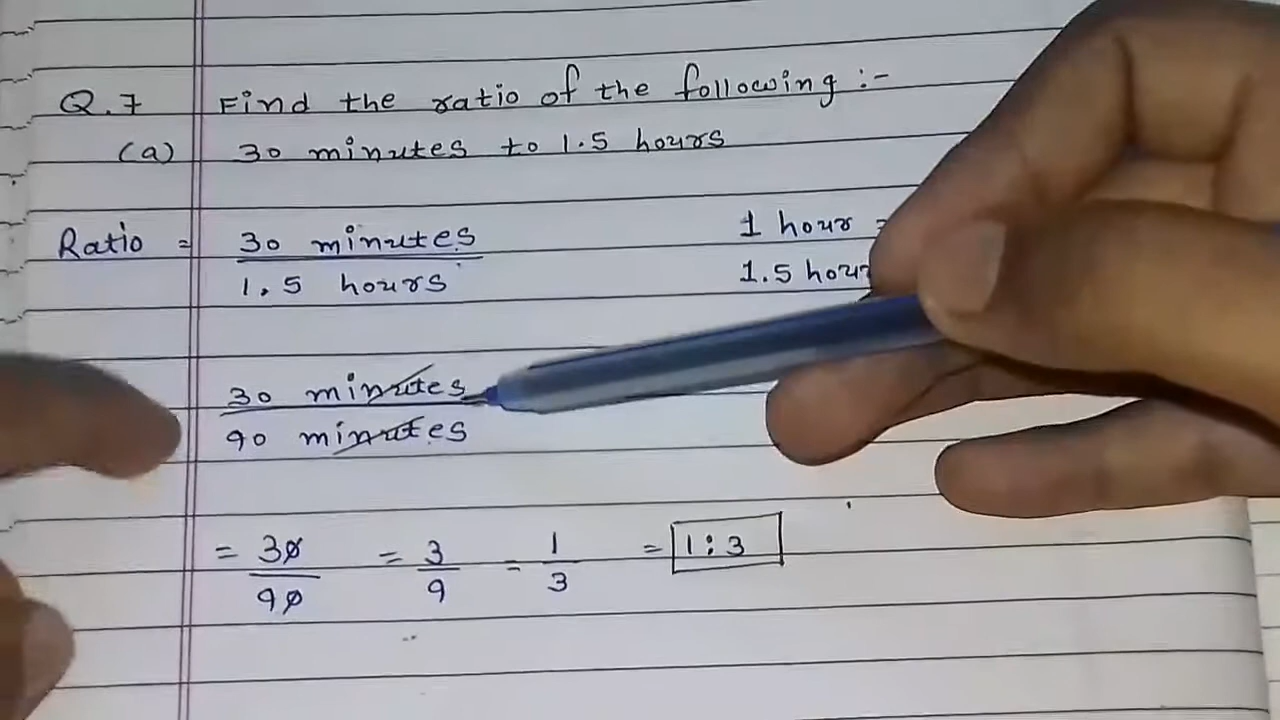 Q.7 Find the ratio of the following :-
(a) 30 minutes to 1.5 hours
Ratio = 30 minutes
1.5 hours
1 hour =
1.5
30 minutes
90 minutes
= 30
90
= 3
9
= 1
3
= 1:3